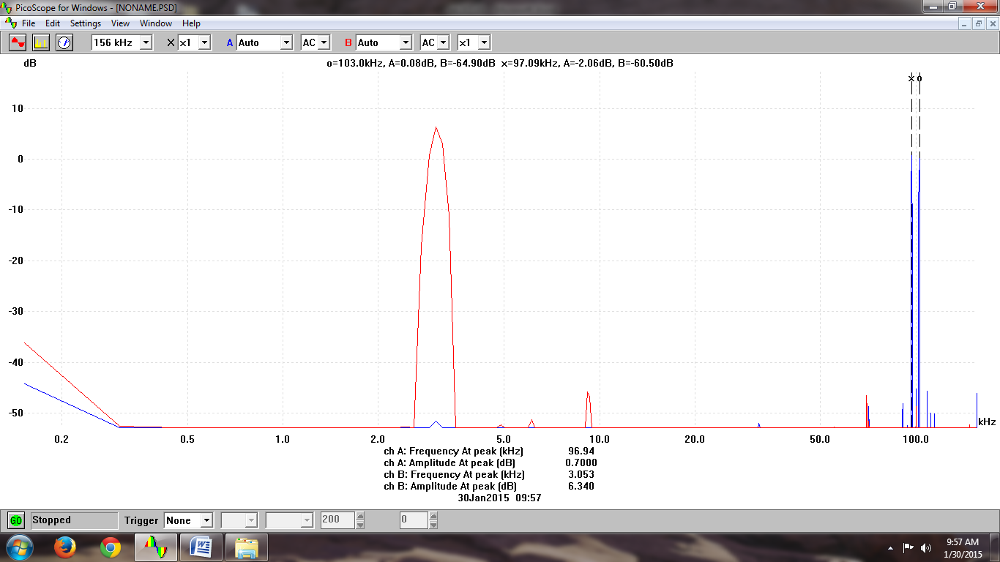 PicoScope for Windows - [NONAME.PSD]
File Edit Settings View Window Help
156 kHz X x1 A Auto AC B Auto AC x1
dB
o=103.0kHz, A=0.08dB, B=-64.90dB x=97.09kHz, A=-2.06dB, B=-60.50dB
x o
10
0
-10
-20
-30
-40
-50
kHz
0.2 0.5 1.0 2.0 5.0 10.0 20.0 50.0 100.0
ch A: Frequency At peak (kHz) 96.94
ch A: Amplitude At peak (dB) 0.7000
ch B: Frequency At peak (kHz) 3.053
ch B: Amplitude At peak (dB) 6.340
30Jan2015 09:57
GO Stopped Trigger None 200 0
9:57 AM
1/30/2015